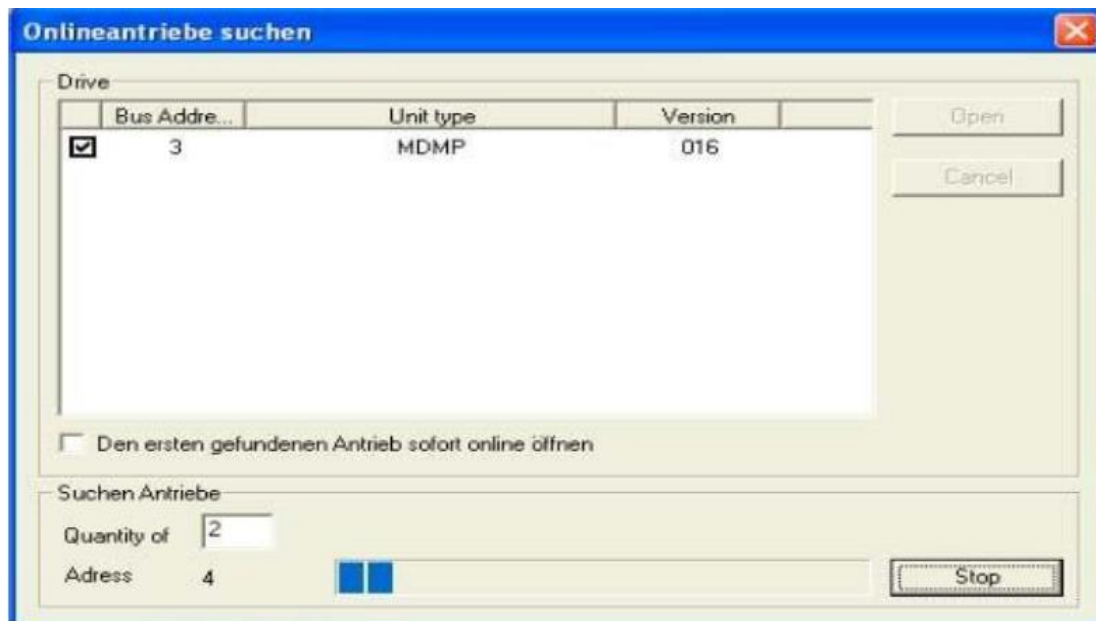 Onlineantriebe suchen
Drive
Bus Addre... Unit type Version
Open
3 MDMP 016
Cancel
Den ersten gefundenen Antrieb sofort online öffnen
Suchen Antriebe
Quantity of 2
Adress 4 Stop